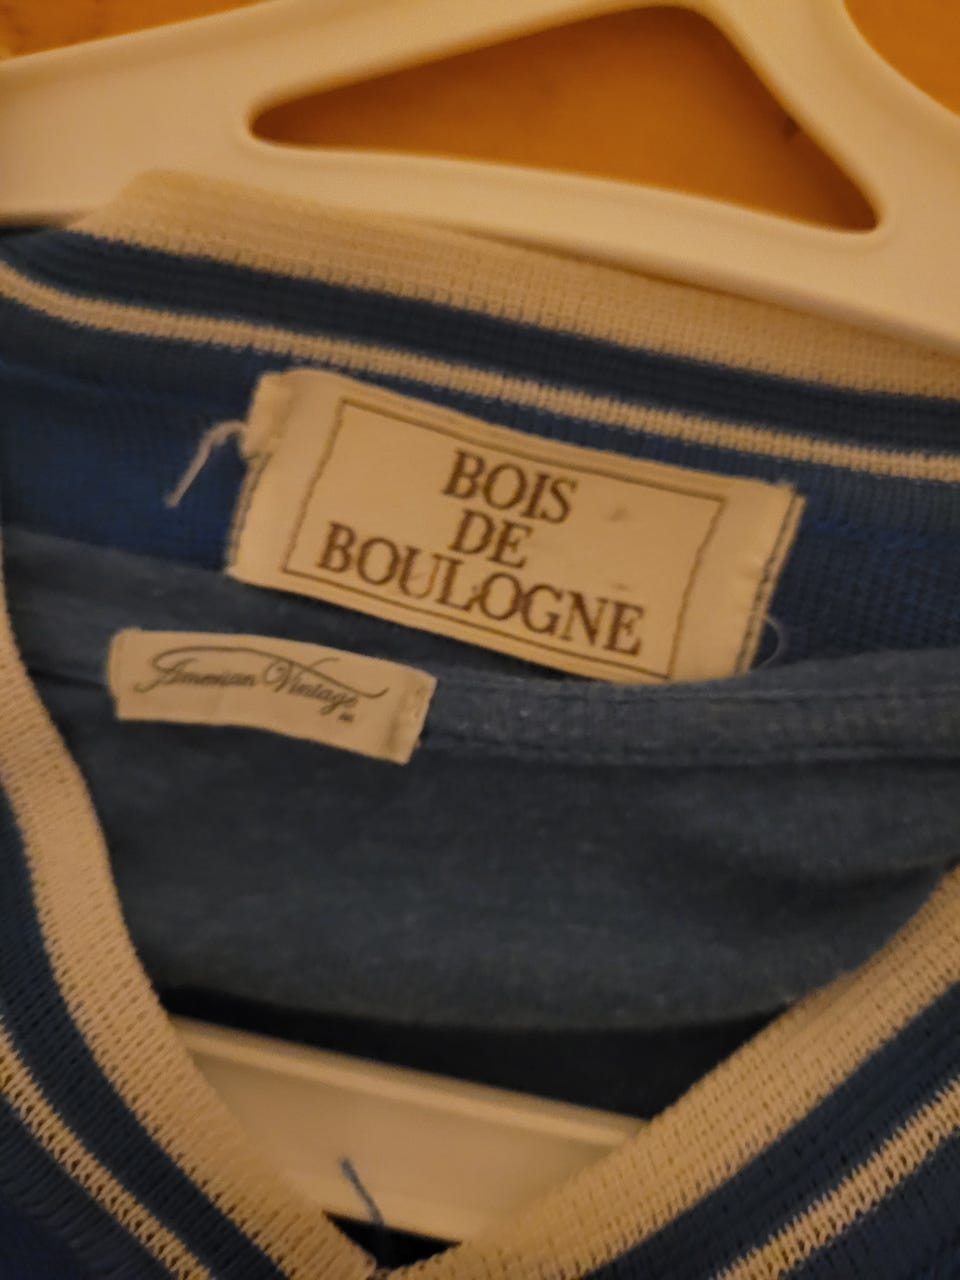 BOIS
DE
BOULOGNE
American Vintage